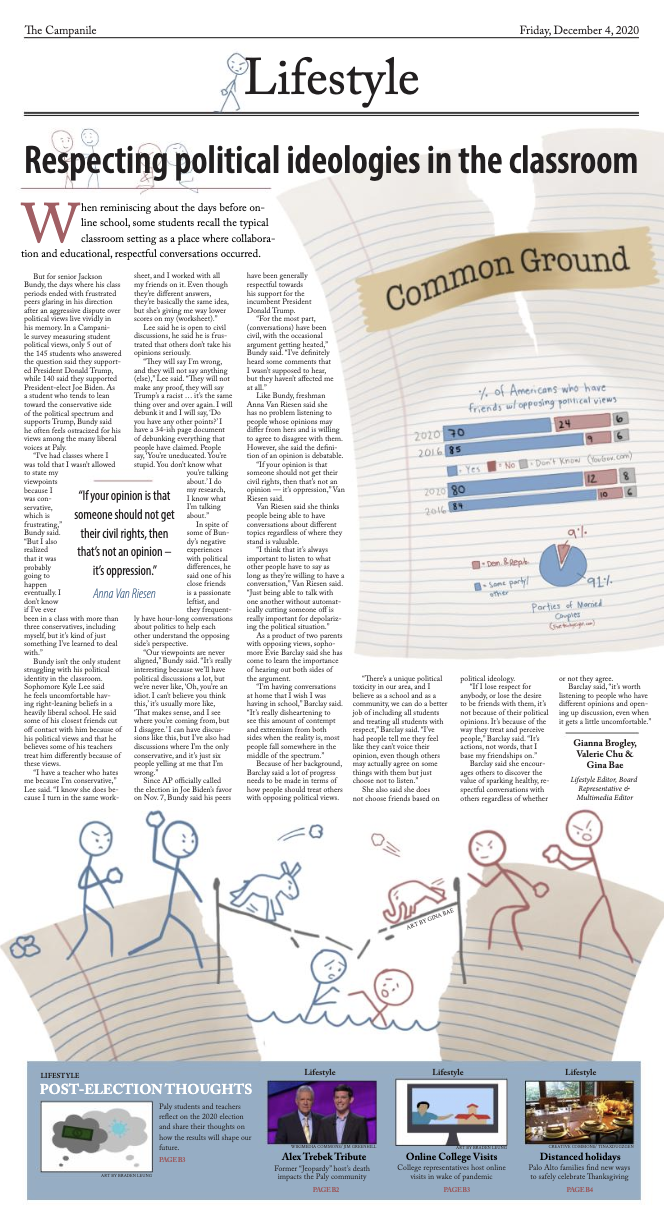 The Campanile
Friday, December 4, 2020
Lifestyle
Respecting political ideologies in the classroom
When reminiscing about the days before on-
line school, some students recall the typical
classroom setting as a place where collabora-
tion and educational, respectful conversations occurred.
But for senior Jackson
Bundy, the days where his class
periods ended with frustrated
peers glaring in his direction
after an aggressive dispute over
political views live vividly in
his memory. In a Campani-
le survey measuring student
political views, only 5 out of
the 145 students who answered
the question said they support-
ed President Donald Trump,
while 140 said they supported
President-elect Joe Biden. As
a student who tends to lean
toward the conservative side
of the political spectrum and
supports Trump, Bundy said
he often feels ostracized for his
views among the many liberal
voices at Paly.
"I've had classes where I
was told that I wasn't allowed
to state my
viewpoints
because I
was con-
servative,
which is
frustrating,"
Bundy said.
"But I also
realized
that it was
probably
going to
happen
eventually. I
don't know
if I've ever
been in a class with more than
three conservatives, including
myself, but it's kind of just
something I've learned to deal
with."
Bundy isn't the only student
struggling with his political
identity in the classroom.
Sophomore Kyle Lee said
he feels uncomfortable hav-
ing right-leaning beliefs in a
heavily liberal school. He said
some of his closest friends cut
off contact with him because of
his political views and that he
believes some of his teachers
treat him differently because of
these views.
"I have a teacher who hates
me because I'm conservative,"
Lee said. "I know she does be-
cause I turn in the same work-
sheet, and I worked with all
my friends on it. Even though
they're different answers,
they're basically the same idea,
but she's giving me way lower
scores on my (worksheet)."
Lee said he is open to civil
discussions, he said he is frus-
trated that others don't take his
opinions seriously.
"They will say I'm wrong,
and they will not say anything
(else)," Lee said. "They will not
make any proof, they will say
Trump's a racist … it's the same
thing over and over again. I will
debunk it and I will say, 'Do
you have any other points?' I
have a 34-ish page document
of debunking everything that
people have claimed. People
say, 'You're uneducated. You're
stupid. You don't know what
you're talking
about.' I do
my research,
I know what
I'm talking
about."
In spite of
some of Bun-
dy's negative
experiences
with political
differences, he
said one of his
close friends
is a passionate
leftist, and
they frequent-
ly have hour-long conversations
about politics to help each
other understand the opposing
side's perspective.
"Our viewpoints are never
aligned," Bundy said. "It's really
interesting because we'll have
political discussions a lot, but
we're never like, 'Oh, you're an
idiot. I can't believe you think
this,' it's usually more like,
'That makes sense, and I see
where you're coming from, but
I disagree.' I can have discus-
sions like this, but I've also had
discussions where I'm the only
conservative, and it's just six
people yelling at me that I'm
wrong."
Since AP officially called
the election in Joe Biden's favor
on Nov. 7, Bundy said his peers
"If your opinion is that
someone should not get
their civil rights, then
that's not an opinion —
it's oppression."
Anna Van Riesen
have been generally
respectful towards
his support for the
incumbent President
Donald Trump.
"For the most part,
(conversations) have been
civil, with the occasional
argument getting heated,"
Bundy said. "I've definitely
heard some comments that
I wasn't supposed to hear,
but they haven't affected me
at all."
Like Bundy, freshman
Anna Van Riesen said she
has no problem listening to
people whose opinions may
differ from hers and is willing
to agree to disagree with them.
However, she said the defini-
tion of an opinion is debatable.
"If your opinion is that
someone should not get their
civil rights, then that's not an
opinion — it's oppression," Van
Riesen said.
Van Riesen said she thinks
people being able to have
conversations about different
topics regardless of where they
stand is valuable.
"I think that it's always
important to listen to what
other people have to say as
long as they're willing to have a
conversation," Van Riesen said.
"Just being able to talk with
one another without automat-
ically cutting someone off is
really important for depolariz-
ing the political situation."
As a product of two parents
with opposing views, sopho-
more Evie Barclay said she has
come to learn the importance
of hearing out both sides of
the argument.
"I'm having conversations
at home that I wish I was
having in school," Barclay said.
"It's really disheartening to
see this amount of contempt
and extremism from both
sides when the reality is, most
people fall somewhere in the
middle of the spectrum."
Because of her background,
Barclay said a lot of progress
needs to be made in terms of
how people should treat others
with opposing political views.
"There's a unique political
toxicity in our area, and I
believe as a school and as a
community, we can do a better
job of including all students
and treating all students with
respect," Barclay said. "I've
had people tell me they feel
like they can't voice their
opinion, even though others
may actually agree on some
things with them but just
choose not to listen."
She also said she does
not choose friends based on
political ideology.
"If I lose respect for
anybody, or lose the desire
to be friends with them, it's
not because of their political
opinions. It's because of the
way they treat and perceive
people," Barclay said. "It's
actions, not words, that I
base my friendships on."
Barclay said she encour-
ages others to discover the
value of sparking healthy, re-
spectful conversations with
others regardless of whether
or not they agree.
Barclay said, "it's worth
listening to people who have
different opinions and open-
ing up discussion, even when
it gets a little uncomfortable."
Gianna Brogley,
Valerie Chu &
Gina Bae
Lifestyle Editor, Board
Representative &
Multimedia Editor
Common Ground
% of Americans who have
friends w/ opposing political views
2020 70 24 6
2016 85 9 6
= Yes = No = Don't Know (YouGov.com)
2020 80 12 8
2016 84 10 6
9%
= Dem. & Repub.
= Same party/
other
91%
Parties of Married
Couples
ART BY GINA BAE
LIFESTYLE
POST-ELECTION THOUGHTS
Paly students and teachers
reflect on the 2020 election
and share their thoughts on
how the results will shape our
future.
PAGE B3
ART BY BRADEN LEUNG
Lifestyle
WIKIMEDIA COMMONS/JIM GREENHILL
Alex Trebek Tribute
Former "Jeopardy" host's death
impacts the Paly community
PAGE B2
Lifestyle
ART BY BRADEN LEUNG
Online College Visits
College representatives host online
visits in wake of pandemic
PAGE B3
Lifestyle
Distanced holidays
Palo Alto families find new ways
to safely celebrate Thanksgiving
PAGE B4